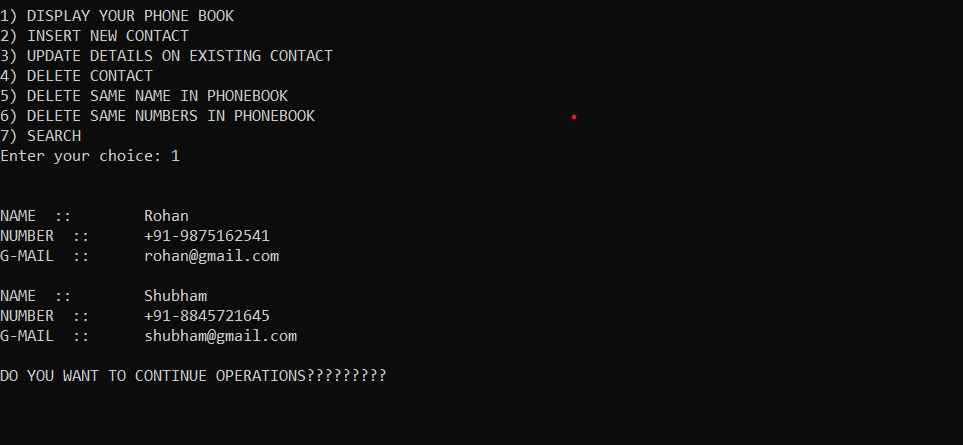 1) DISPLAY YOUR PHONE BOOK
2) INSERT NEW CONTACT
3) UPDATE DETAILS ON EXISTING CONTACT
4) DELETE CONTACT
5) DELETE SAME NAME IN PHONEBOOK
6) DELETE SAME NUMBERS IN PHONEBOOK
7) SEARCH
Enter your choice: 1
NAME  ::        Rohan
NUMBER  ::      +91-9875162541
G-MAIL  ::      rohan@gmail.com
NAME  ::        Shubham
NUMBER  ::      +91-8845721645
G-MAIL  ::      shubham@gmail.com
DO YOU WANT TO CONTINUE OPERATIONS?????????